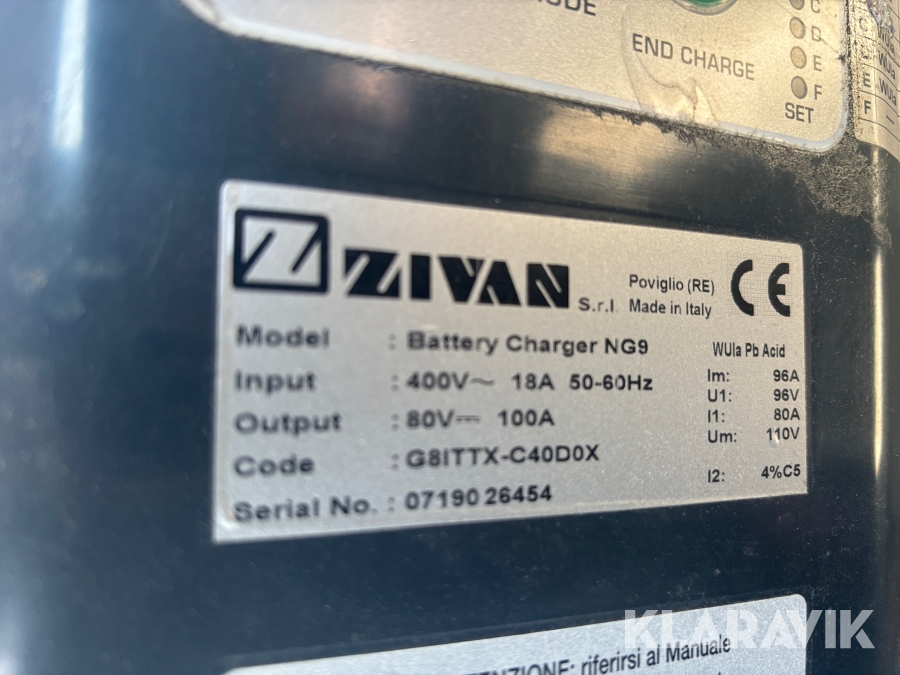 C
D
END CHARGE
E
F
SET
C
D
E
F
ZIVAN S.r.l.
Poviglio (RE)
Made in Italy
CE
Model : Battery Charger NG9
Input : 400V~ 18A 50-60Hz
Output : 80V⎓ 100A
Code : G8ITTX-C40D0X
Serial No. : 0719026454
WUIa Pb Acid
Im: 96A
U1: 96V
I1: 80A
Um: 110V
I2: 4%C5
riferirsi al Manuale
KLARAVIK